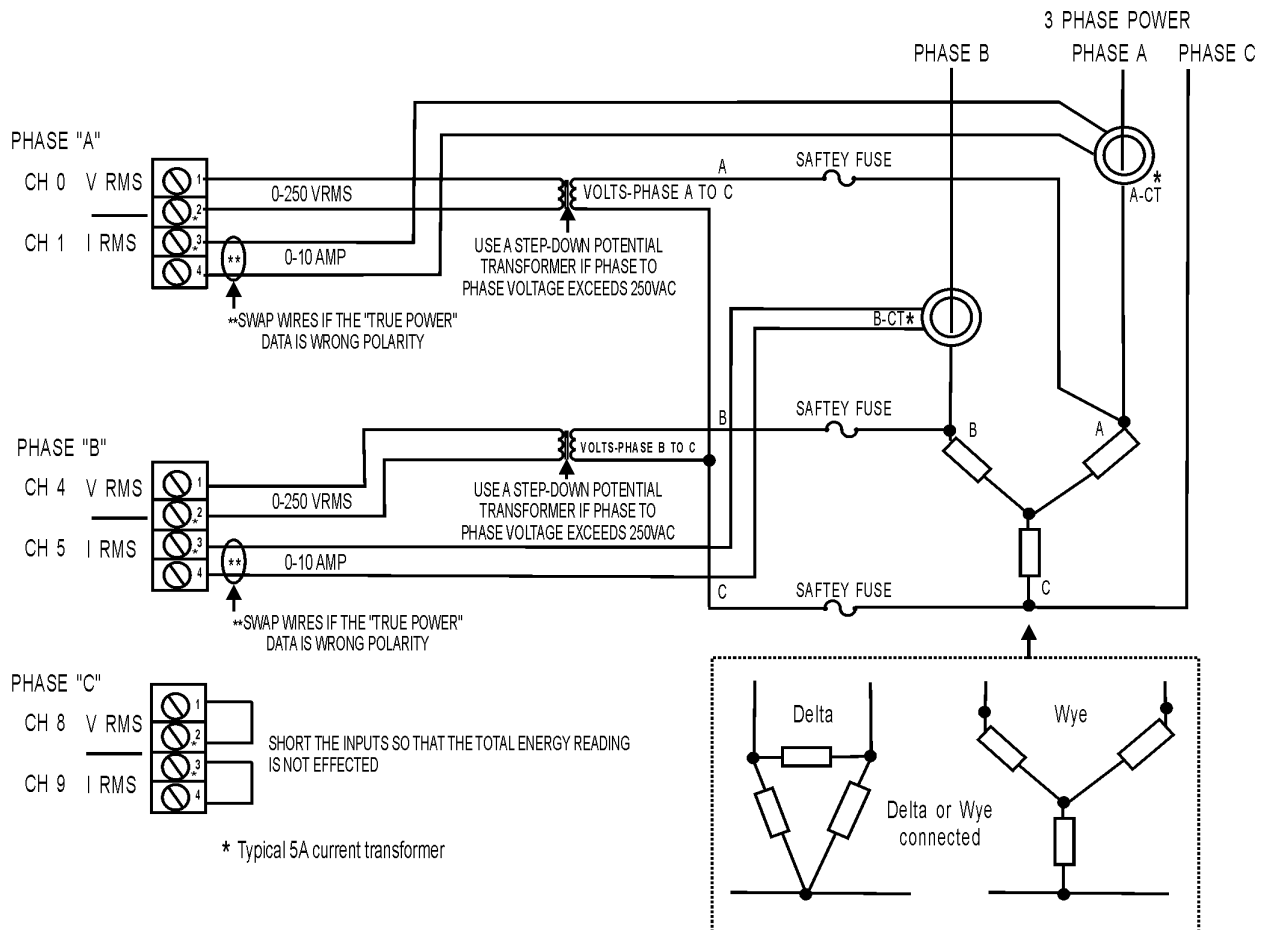 3 PHASE POWER
PHASE B
PHASE A
PHASE C
PHASE "A"
CH 0 V RMS
CH 1 I RMS
1
*2
*3
4
0-250 VRMS
**
0-10 AMP
**SWAP WIRES IF THE "TRUE POWER"
DATA IS WRONG POLARITY
A
VOLTS-PHASE A TO C
SAFTEY FUSE
*
A-CT
USE A STEP-DOWN POTENTIAL
TRANSFORMER IF PHASE TO
PHASE VOLTAGE EXCEEDS 250VAC
B-CT*
PHASE "B"
CH 4 V RMS
CH 5 I RMS
1
*2
*3
4
0-250 VRMS
**
0-10 AMP
**SWAP WIRES IF THE "TRUE POWER"
DATA IS WRONG POLARITY
B
VOLTS-PHASE B TO C
SAFTEY FUSE
B
A
USE A STEP-DOWN POTENTIAL
TRANSFORMER IF PHASE TO
PHASE VOLTAGE EXCEEDS 250VAC
C
SAFTEY FUSE
C
PHASE "C"
CH 8 V RMS
CH 9 I RMS
1
*2
*3
4
SHORT THE INPUTS SO THAT THE TOTAL ENERGY READING
IS NOT EFFECTED
* Typical 5A current transformer
Delta
Wye
Delta or Wye
connected